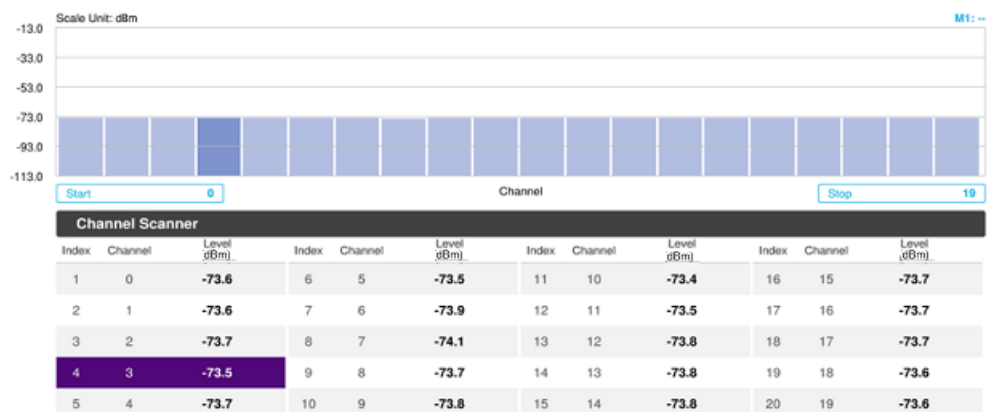 Scale Unit: dBm M1: --
-13.0
-33.0
-53.0
-73.0
-93.0
-113.0
Start 0 Channel Stop 19
Channel Scanner
Index Channel Level (dBm) Index Channel Level (dBm) Index Channel Level (dBm) Index Channel Level (dBm)
1 0 -73.6 6 5 -73.5 11 10 -73.4 16 15 -73.7
2 1 -73.6 7 6 -73.9 12 11 -73.5 17 16 -73.7
3 2 -73.7 8 7 -74.1 13 12 -73.8 18 17 -73.7
4 3 -73.5 9 8 -73.7 14 13 -73.8 19 18 -73.6
5 4 -73.7 10 9 -73.8 15 14 -73.8 20 19 -73.6